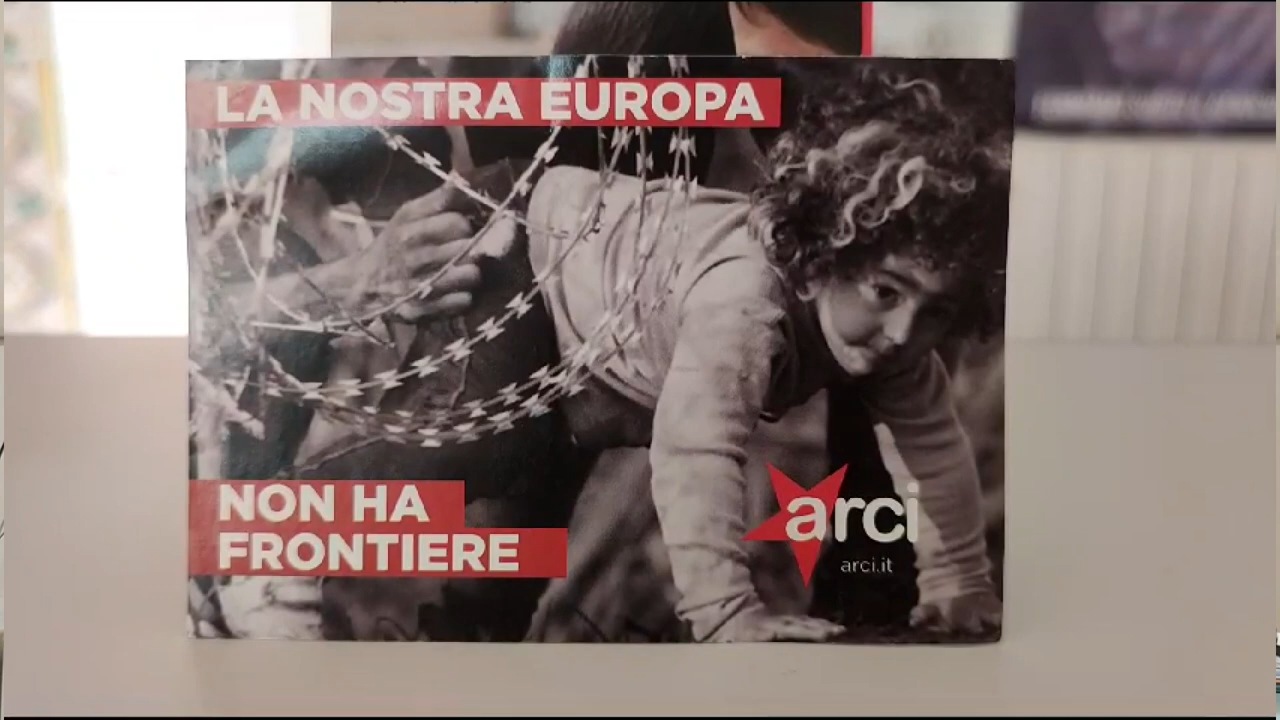 LA NOSTRA EUROPA
NON HA
FRONTIERE
arci
arci.it